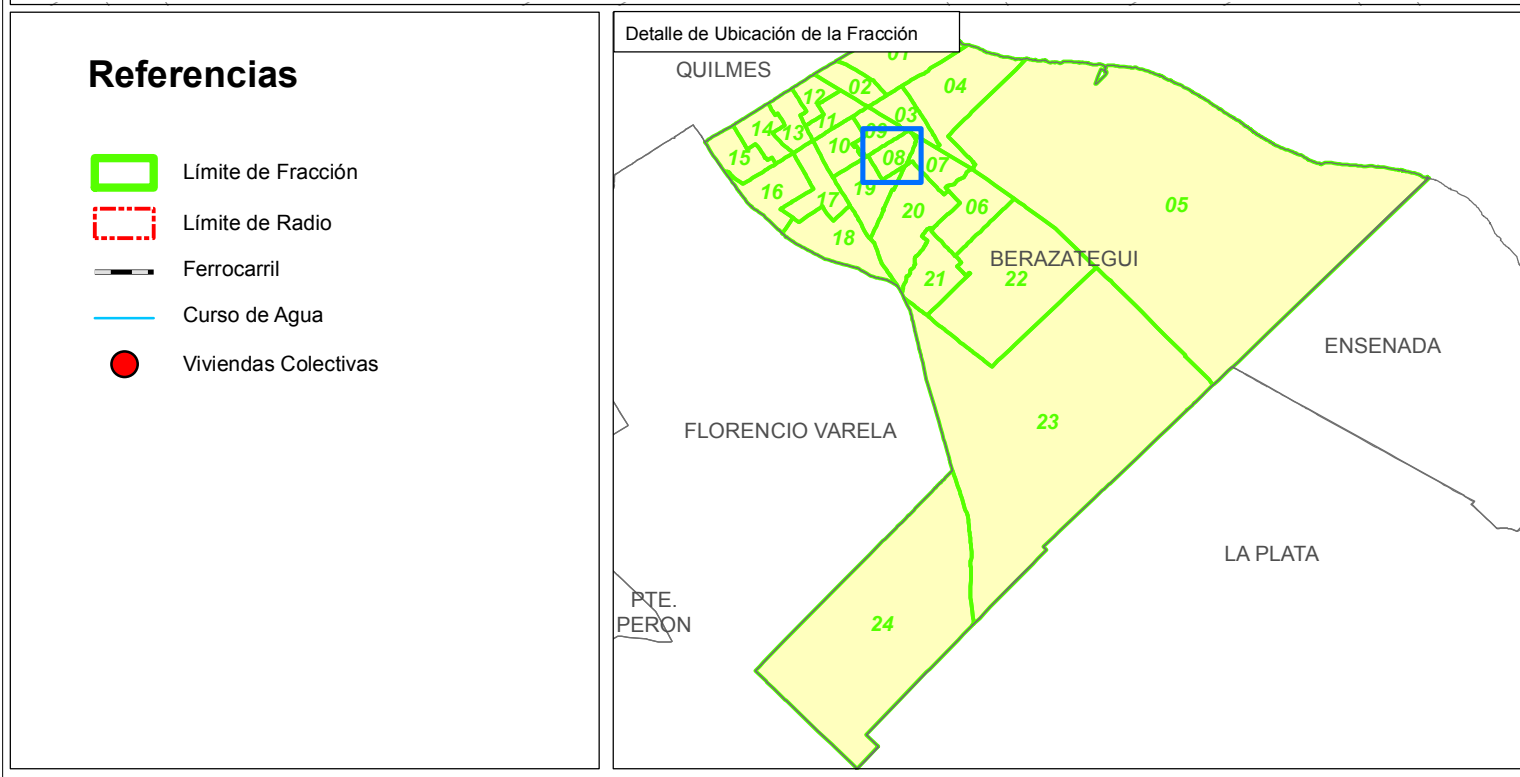 Referencias
Límite de Fracción
Límite de Radio
Ferrocarril
Curso de Agua
Viviendas Colectivas
Detalle de Ubicación de la Fracción
QUILMES
01
02
04
12
03
14
13
11
09
10
15
08
07
16
19
17
20
06
05
18
BERAZATEGUI
21
22
ENSENADA
23
FLORENCIO VARELA
LA PLATA
PTE.
PERON
24